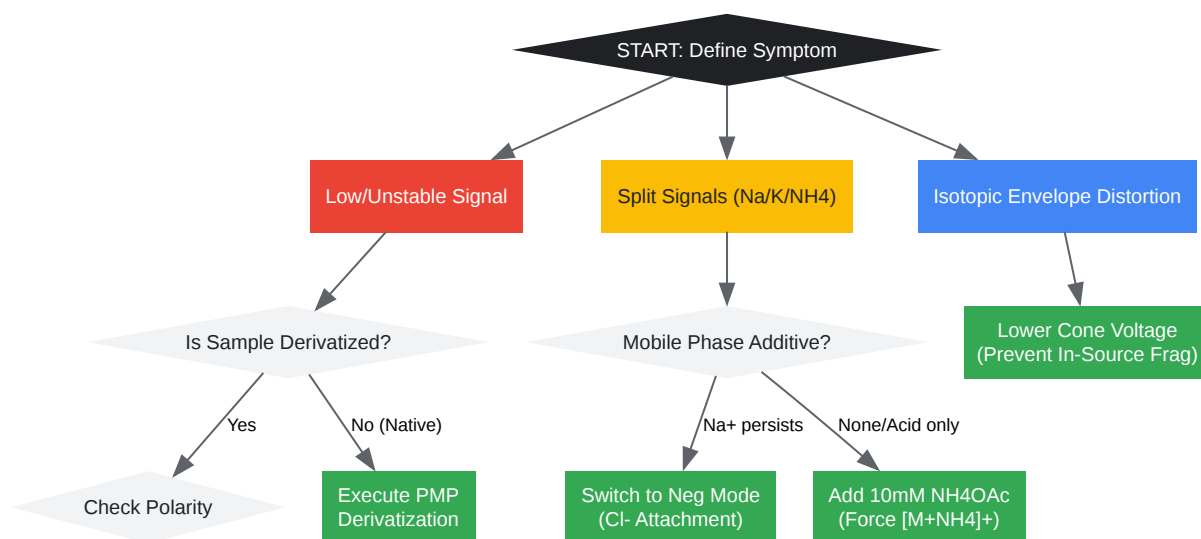 START: Define Symptom
Low/Unstable Signal
Split Signals (Na/K/NH4)
Isotopic Envelope Distortion
Is Sample Derivatized?
Mobile Phase Additive?
Lower Cone Voltage
(Prevent In-Source Frag)
Yes
No (Native)
Na+ persists
None/Acid only
Check Polarity
Execute PMP
Derivatization
Switch to Neg Mode
(Cl- Attachment)
Add 10mM NH4OAc
(Force [M+NH4]+)